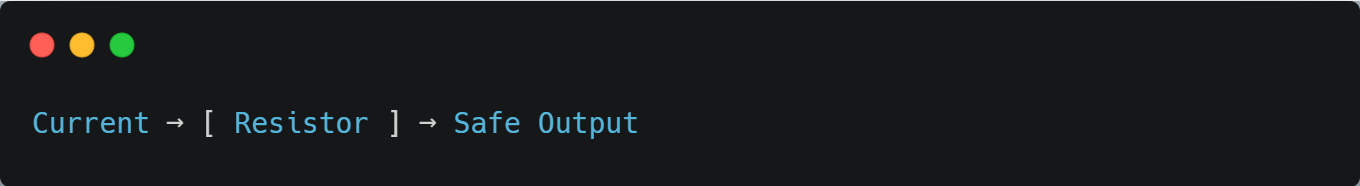 Current → [ Resistor ] → Safe Output